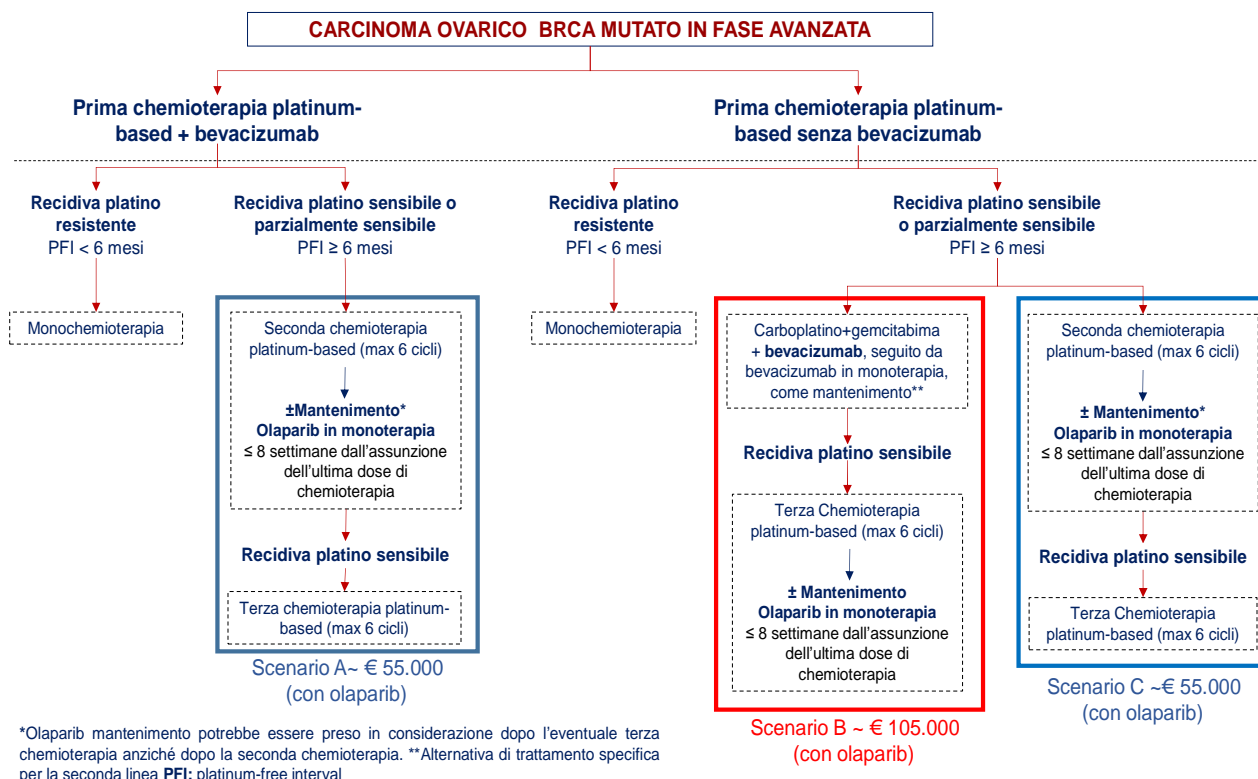 CARCINOMA OVARICO BRCA MUTATO IN FASE AVANZATA
Prima chemioterapia platinum-
based + bevacizumab
Prima chemioterapia platinum-
based senza bevacizumab
Recidiva platino
resistente
PFI < 6 mesi
Recidiva platino sensibile o
parzialmente sensibile
PFI ≥ 6 mesi
Recidiva platino
resistente
PFI < 6 mesi
Recidiva platino sensibile
o parzialmente sensibile
PFI ≥ 6 mesi
Monochemioterapia
Seconda chemioterapia
platinum-based (max 6 cicli)
±Mantenimento*
Olaparib in monoterapia
≤ 8 settimane dall'assunzione
dell'ultima dose di
chemioterapia
Recidiva platino sensibile
Terza chemioterapia platinum-
based (max 6 cicli)
Scenario A~ € 55.000
(con olaparib)
Monochemioterapia
Carboplatino+gemcitabima
+ bevacizumab, seguito da
bevacizumab in monoterapia,
come mantenimento**
Recidiva platino sensibile
Terza Chemioterapia
platinum-based (max 6 cicli)
± Mantenimento
Olaparib in monoterapia
≤ 8 settimane dall'assunzione
dell'ultima dose di
chemioterapia
Scenario B ~ € 105.000
(con olaparib)
Seconda chemioterapia
platinum-based (max 6 cicli)
± Mantenimento*
Olaparib in monoterapia
≤ 8 settimane dall'assunzione
dell'ultima dose di
chemioterapia
Recidiva platino sensibile
Terza Chemioterapia
platinum-based (max 6 cicli)
Scenario C ~€ 55.000
(con olaparib)
*Olaparib mantenimento potrebbe essere preso in considerazione dopo l'eventuale terza
chemioterapia anziché dopo la seconda chemioterapia. **Alternativa di trattamento specifica
per la seconda linea PFI: platinum-free interval